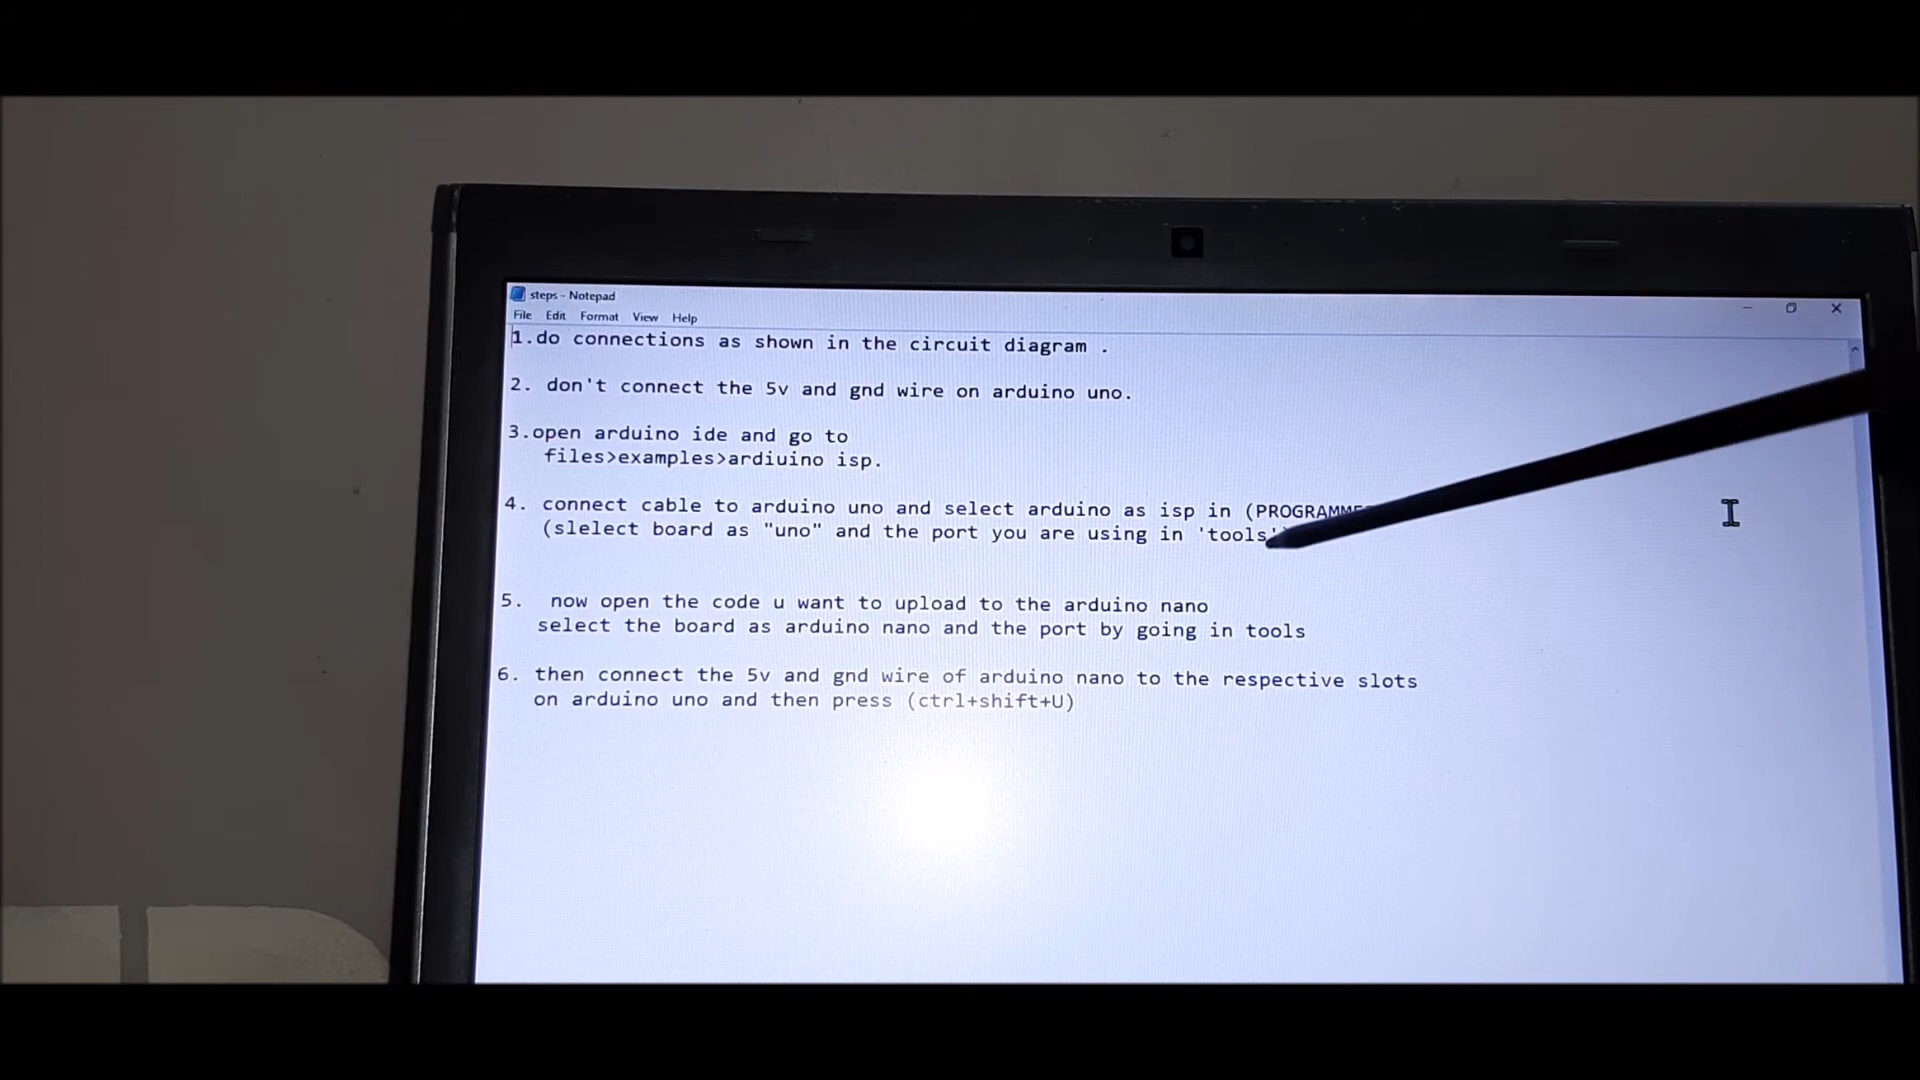 steps - Notepad
File Edit Format View Help
1.do connections as shown in the circuit diagram .
2. don't connect the 5v and gnd wire on arduino uno.
3.open arduino ide and go to
files>examples>ardiuino isp.
4. connect cable to arduino uno and select arduino as isp in
(slelect board as "uno" and the port you are using in 'tools'
5. now open the code u want to upload to the arduino nano
select the board as arduino nano and the port by going in tools
6. then connect the 5v and gnd wire of arduino nano to the respective slots
on arduino uno and then press (ctrl+shift+U)